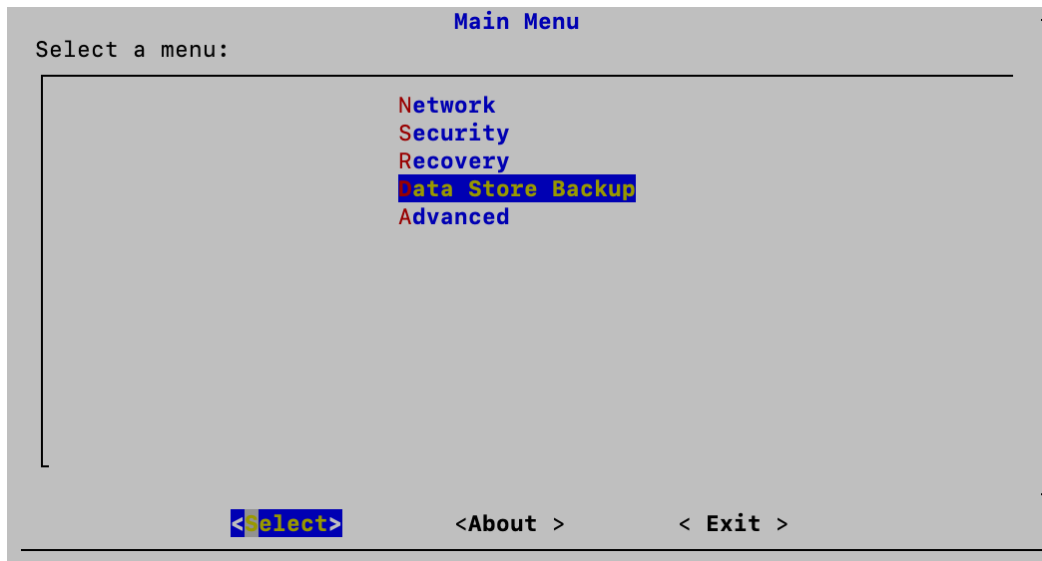 Main Menu
Select a menu:
Network
Security
Recovery
Data Store Backup
Advanced
<Select> <About > < Exit >